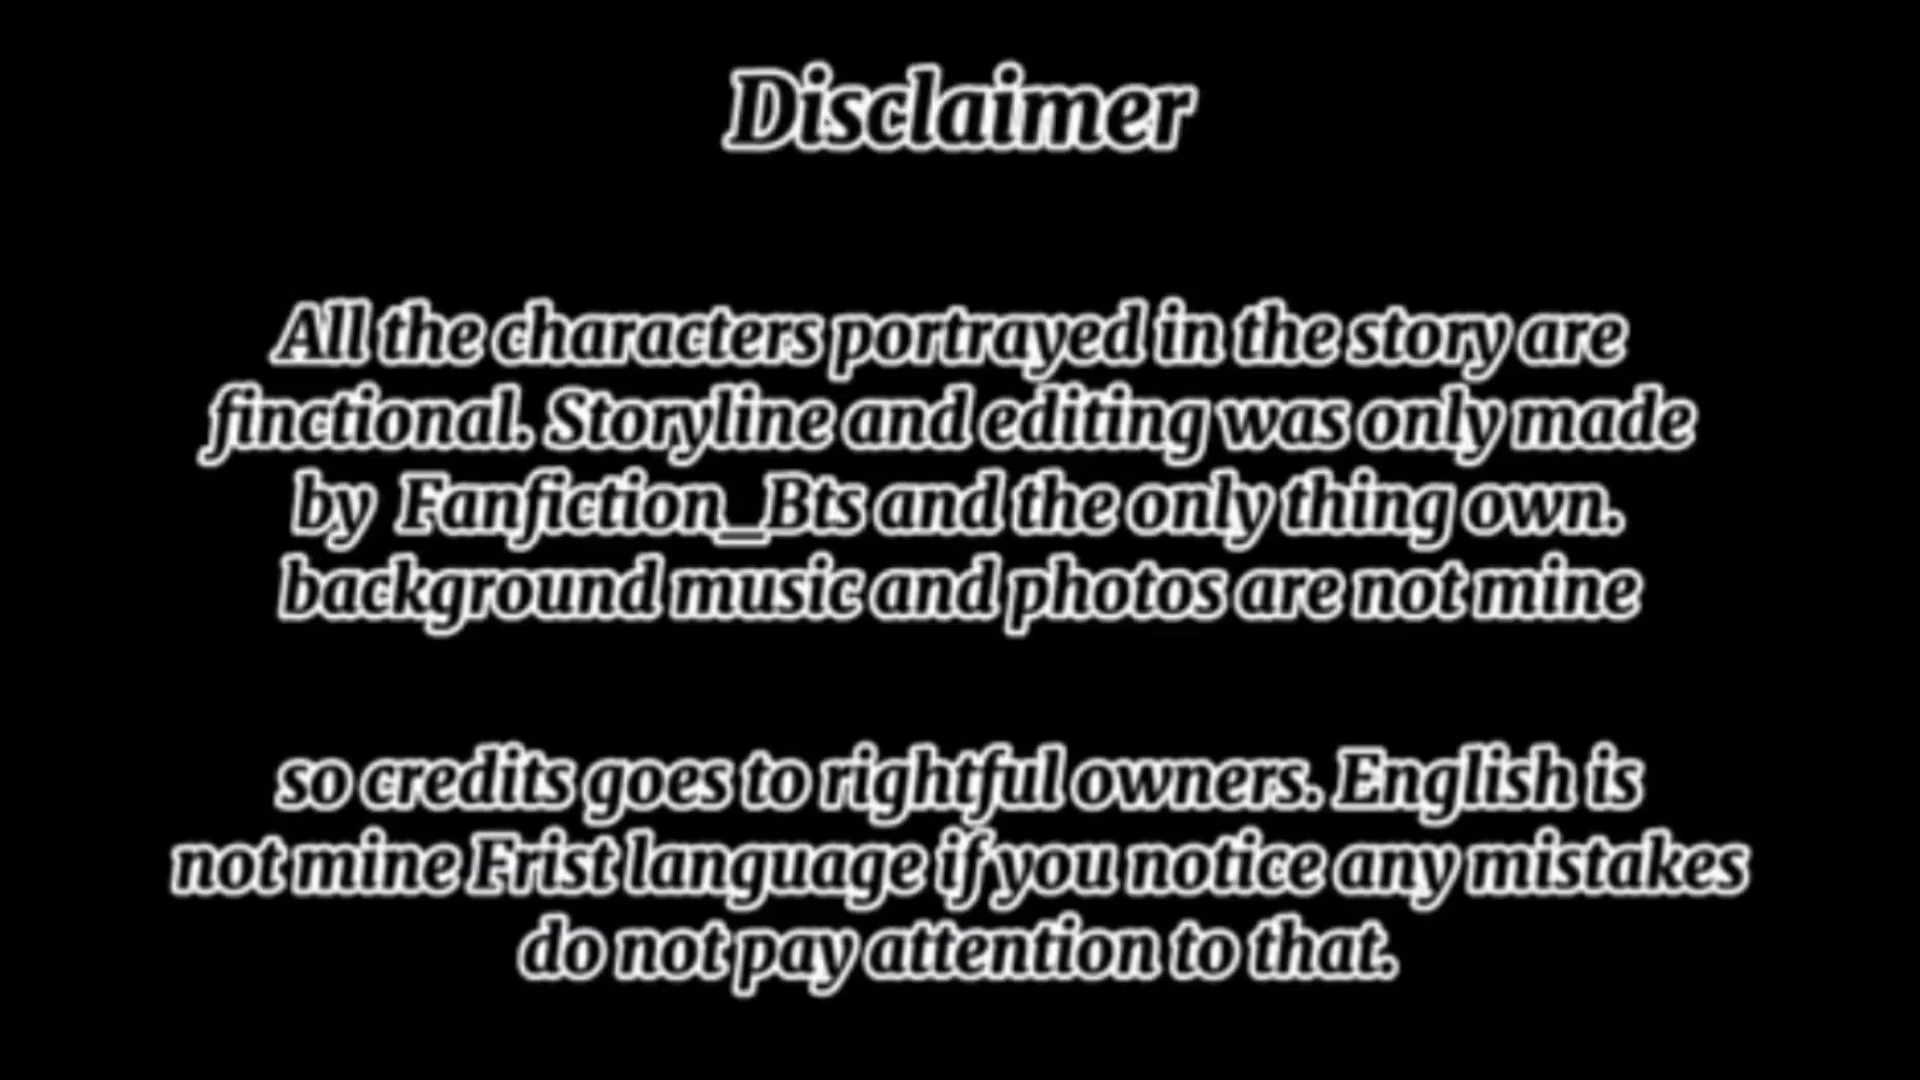 Disclaimer
All the characters portrayed in the story are
finctional. Storyline and editing was only made
by Fanfiction_Bts and the only thing own.
background music and photos are not mine
so credits goes to rightful owners. English is
not mine Frist language if you notice any mistakes
do not pay attention to that.